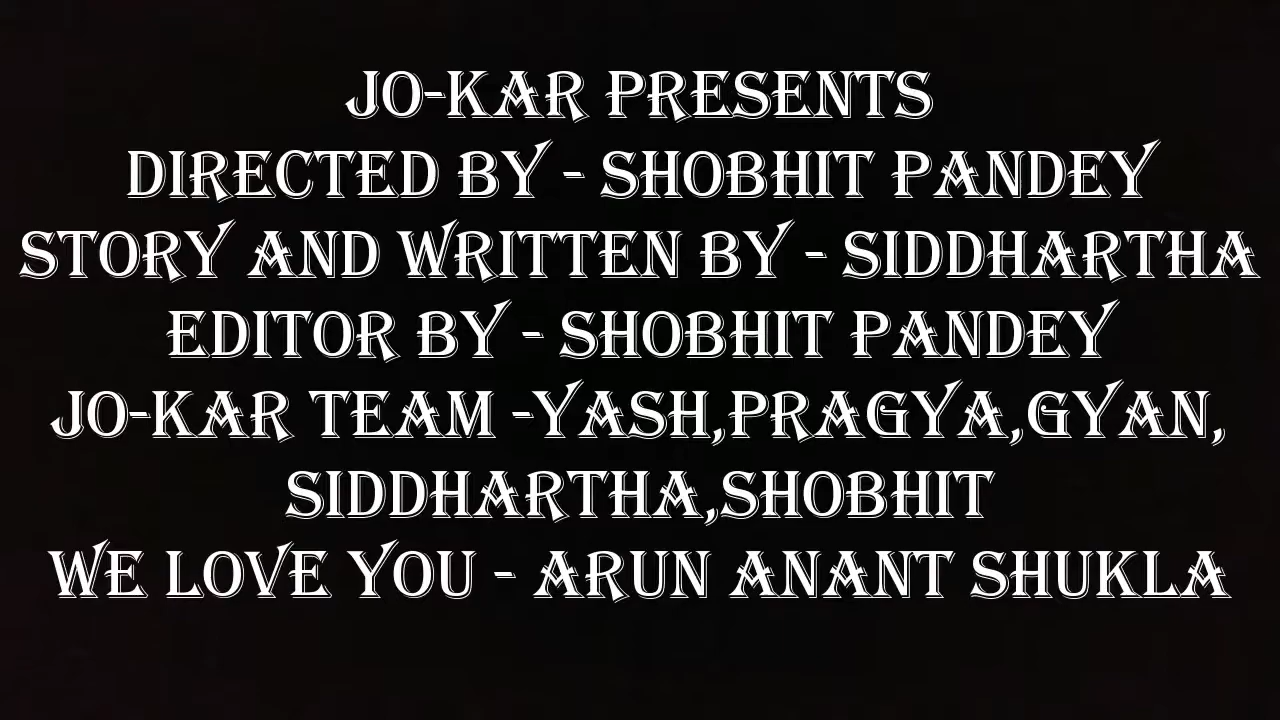 JO-KAR PRESENTS
DIRECTED BY - SHOBHIT PANDEY
STORY AND WRITTEN BY - SIDDHARTHA
EDITOR BY - SHOBHIT PANDEY
JO-KAR TEAM -YASH,PRAGYA,GYAN,
SIDDHARTHA,SHOBHIT
WE LOVE YOU - ARUN ANANT SHUKLA